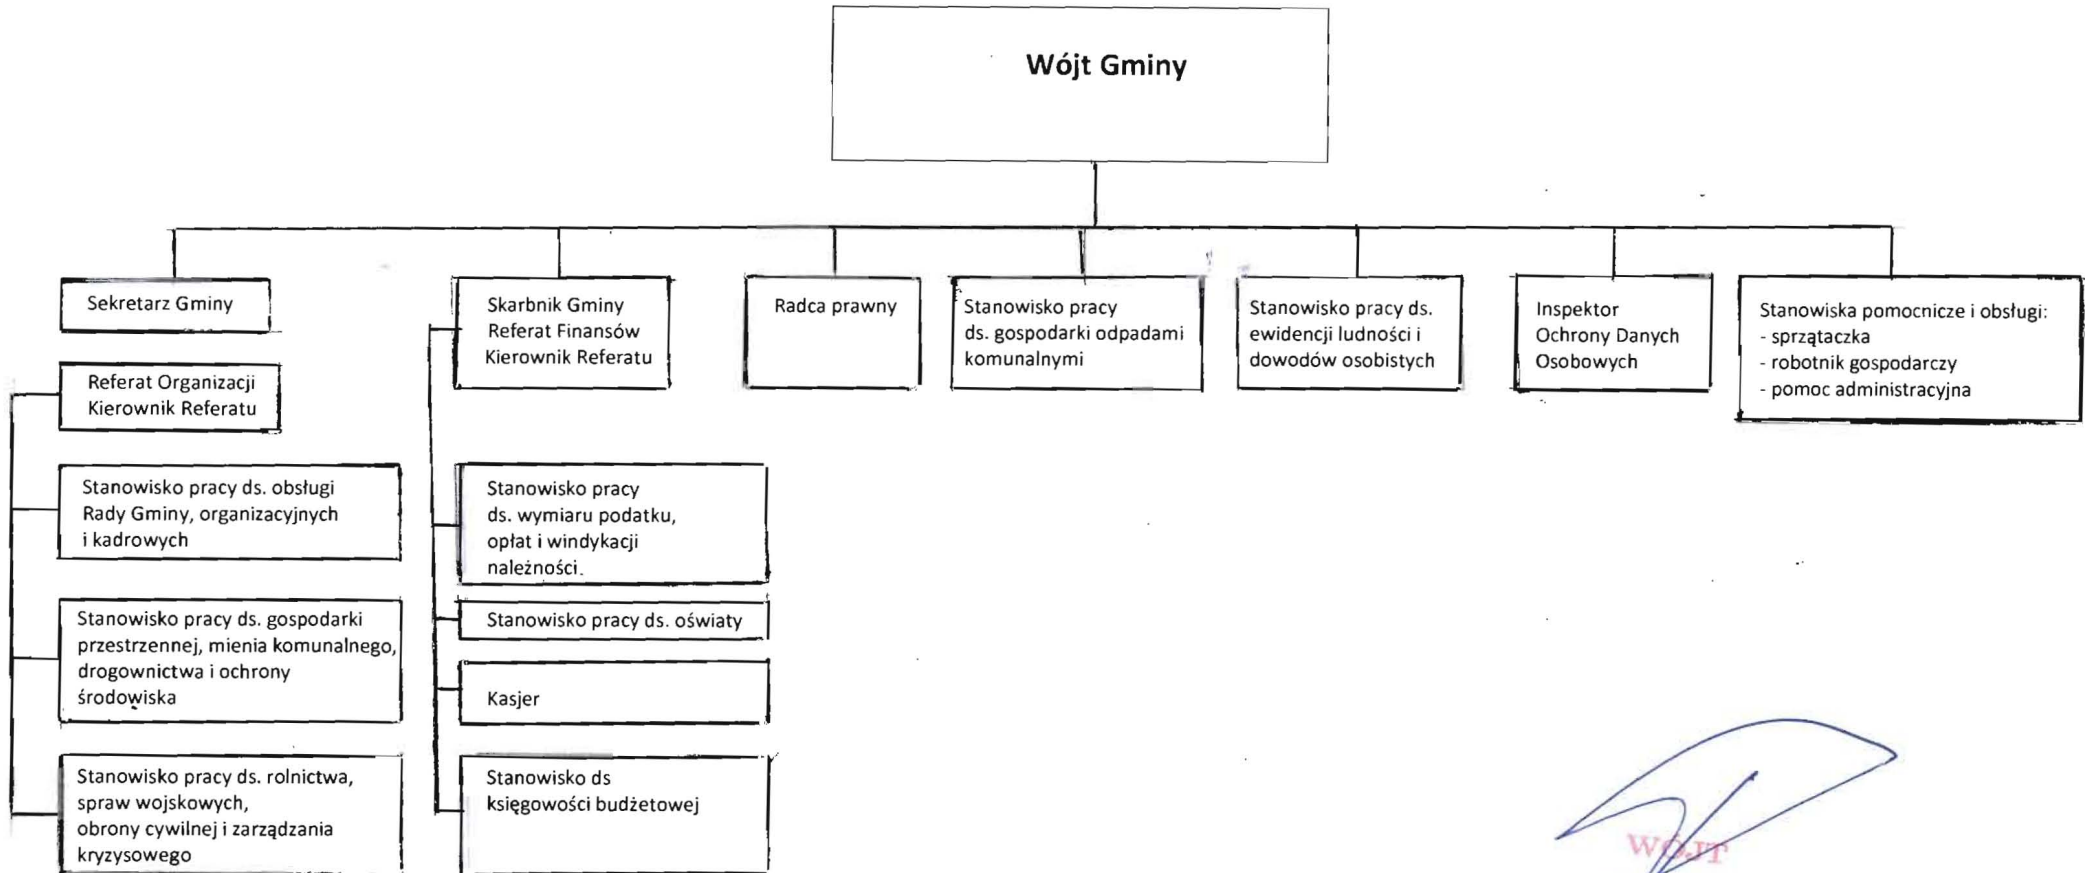 Wójt Gminy
Sekretarz Gminy
Referat Organizacji
Kierownik Referatu
Stanowisko pracy ds. obsługi
Rady Gminy, organizacyjnych
i kadrowych
Stanowisko pracy ds. gospodarki
przestrzennej, mienia komunalnego,
drogownictwa i ochrony
środowiska
Stanowisko pracy ds. rolnictwa,
spraw wojskowych,
obrony cywilnej i zarządzania
kryzysowego
Skarbnik Gminy
Referat Finansów
Kierownik Referatu
Stanowisko pracy
ds. wymiaru podatku,
opłat i windykacji
należności.
Stanowisko pracy ds. oświaty
Kasjer
Stanowisko ds
księgowości budżetowej
Radca prawny
Stanowisko pracy
ds. gospodarki odpadami
komunalnymi
Stanowisko pracy ds.
ewidencji ludności i
dowodów osobistych
Inspektor
Ochrony Danych
Osobowych
Stanowiska pomocnicze i obsługi:
- sprzątaczka
- robotnik gospodarczy
- pomoc administracyjna
WÓJT